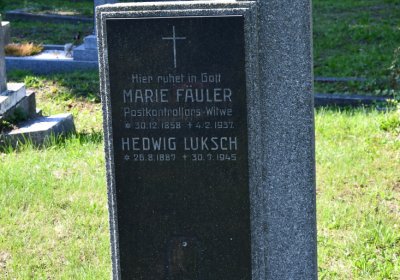 Hier ruhet in Gott
MARIE FÄULER
Postkontrollors-Witwe
* 30.12.1858 + 4.2.1937.
HEDWIG LUKSCH
* 26.8.1887 + 30.7.1945